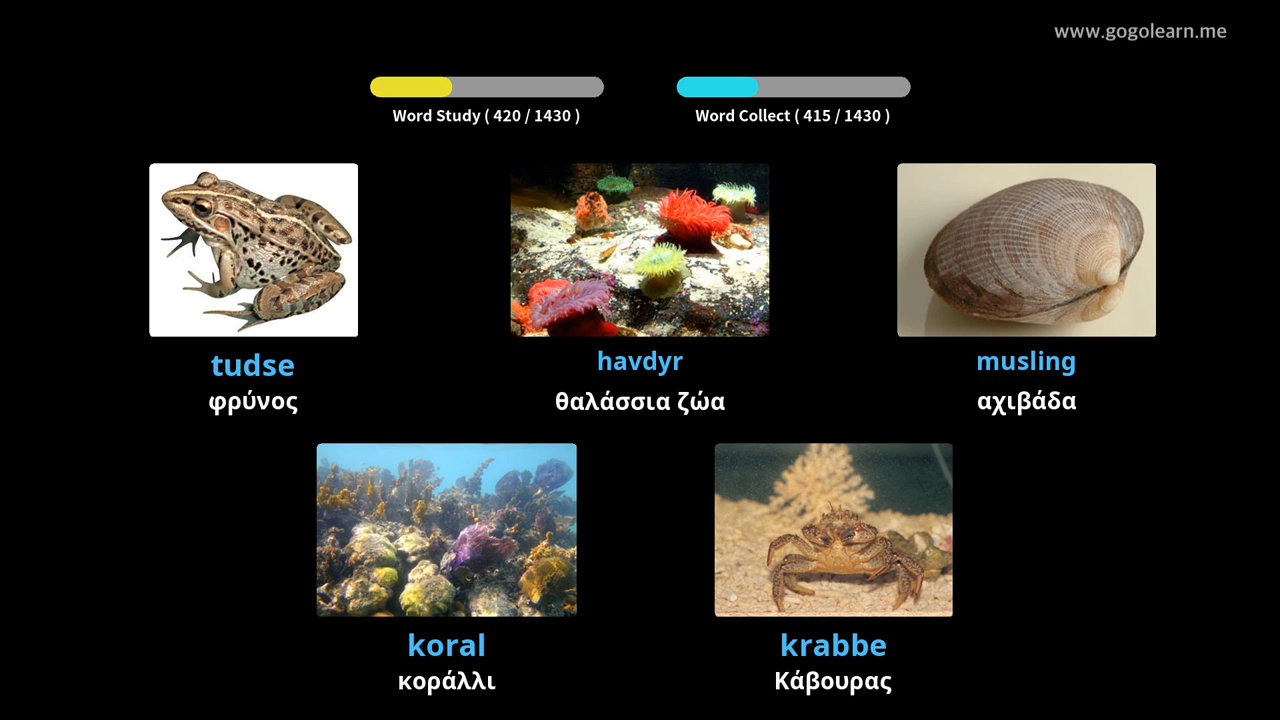 www.gogolearn.me
Word Study ( 420 / 1430 )
Word Collect ( 415 / 1430 )
tudse
φρύνος
havdyr
θαλάσσια ζώα
musling
αχιβάδα
koral
κοράλλι
krabbe
Κάβουρας